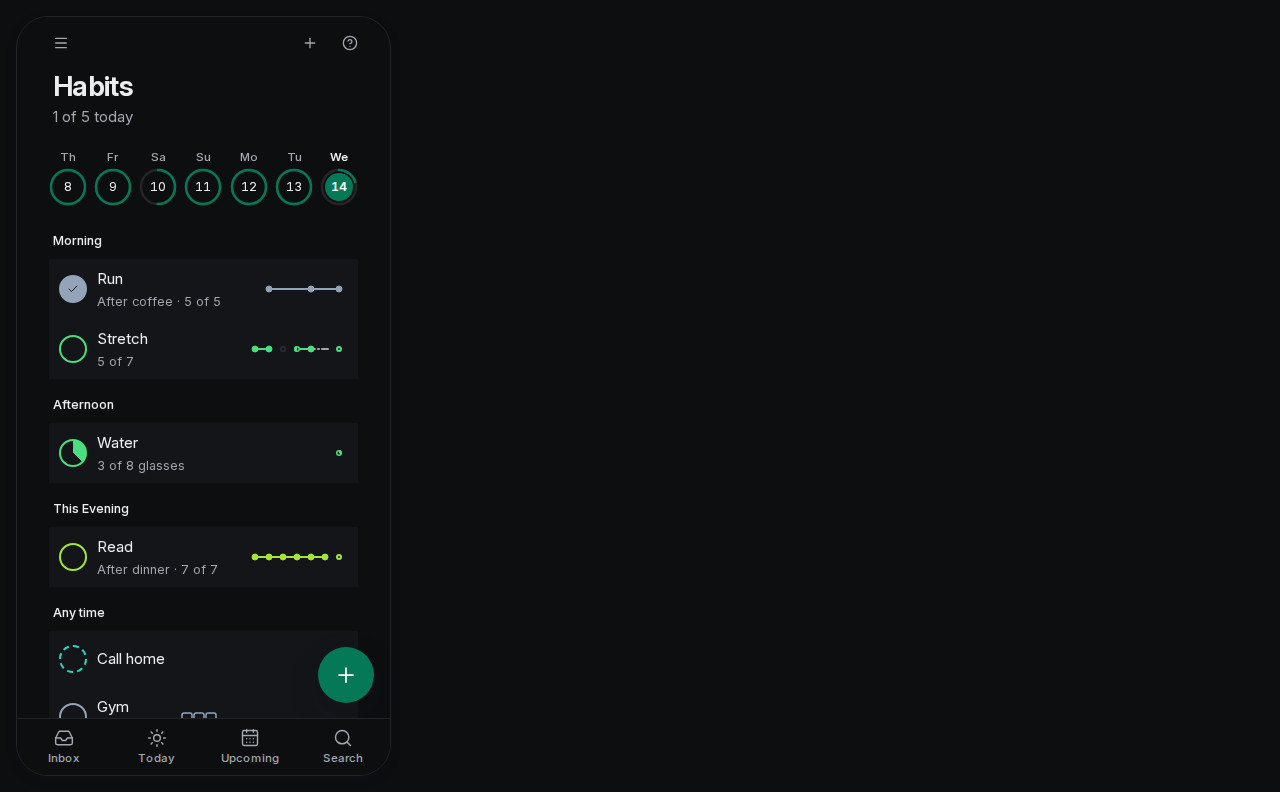 Habits
1 of 5 today
Th Fr Sa Su Mo Tu We
8 9 10 11 12 13 14
Morning
Run
After coffee · 5 of 5
Stretch
5 of 7
Afternoon
Water
3 of 8 glasses
This Evening
Read
After dinner · 7 of 7
Any time
Call home
Gym
Inbox Today Upcoming Search